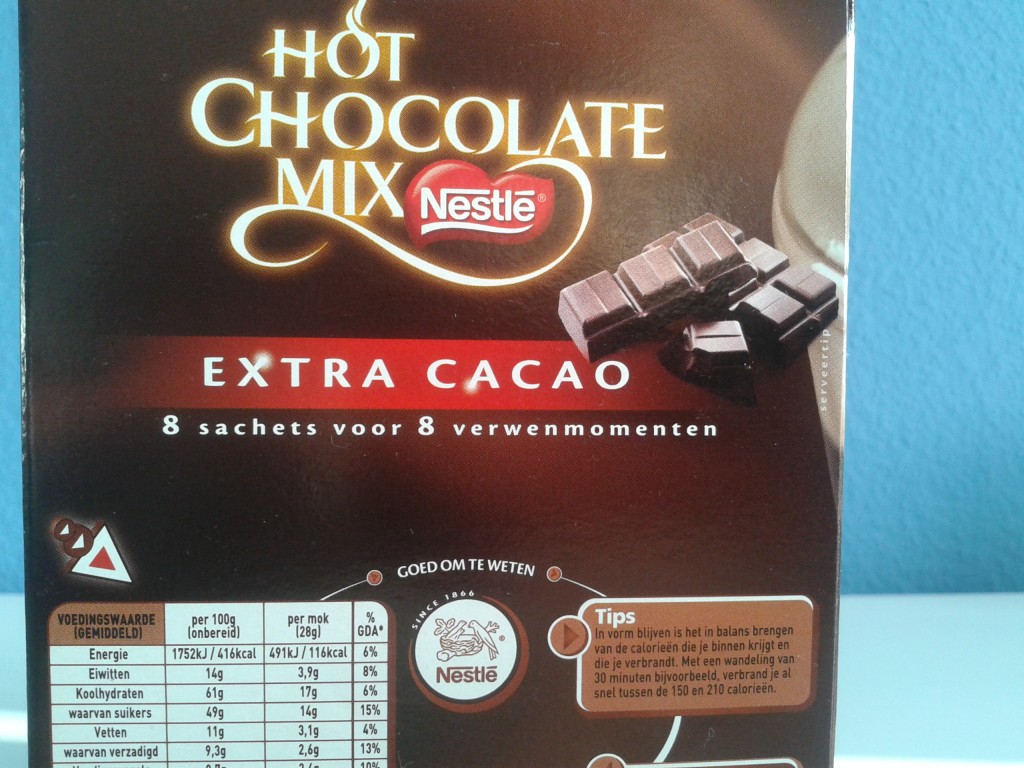 HOT
CHOCOLATE
MIX
Nestlé®
EXTRA CACAO
8 sachets voor 8 verwenmomenten
serveertip
GOED OM TE WETEN
SINCE 1866
Nestlé
VOEDINGSWAARDE (GEMIDDELD) per 100g (onbereid) per mok (28g) % GDA*
Energie 1752kJ / 416kcal 491kJ / 116kcal 6%
Eiwitten 14g 3,9g 8%
Koolhydraten 61g 17g 6%
waarvan suikers 49g 14g 15%
Vetten 11g 3,1g 4%
waarvan verzadigd 9,3g 2,6g 13%
10%
Tips
In vorm blijven is het in balans brengen
van de calorieën die je binnen krijgt en
die je verbrandt. Met een wandeling van
30 minuten bijvoorbeeld, verbrand je al
snel tussen de 150 en 210 calorieën.